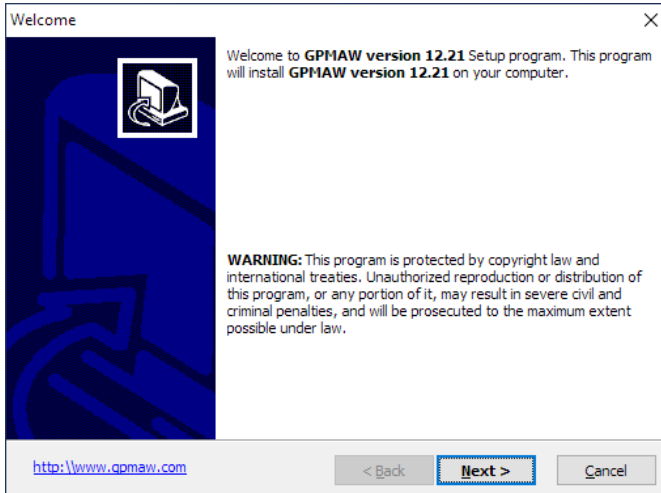 Welcome
Welcome to GPMAW version 12.21 Setup program. This program
will install GPMAW version 12.21 on your computer.
WARNING: This program is protected by copyright law and
international treaties. Unauthorized reproduction or distribution of
this program, or any portion of it, may result in severe civil and
criminal penalties, and will be prosecuted to the maximum extent
possible under law.
http:\\www.gpmaw.com
< Back
Next >
Cancel